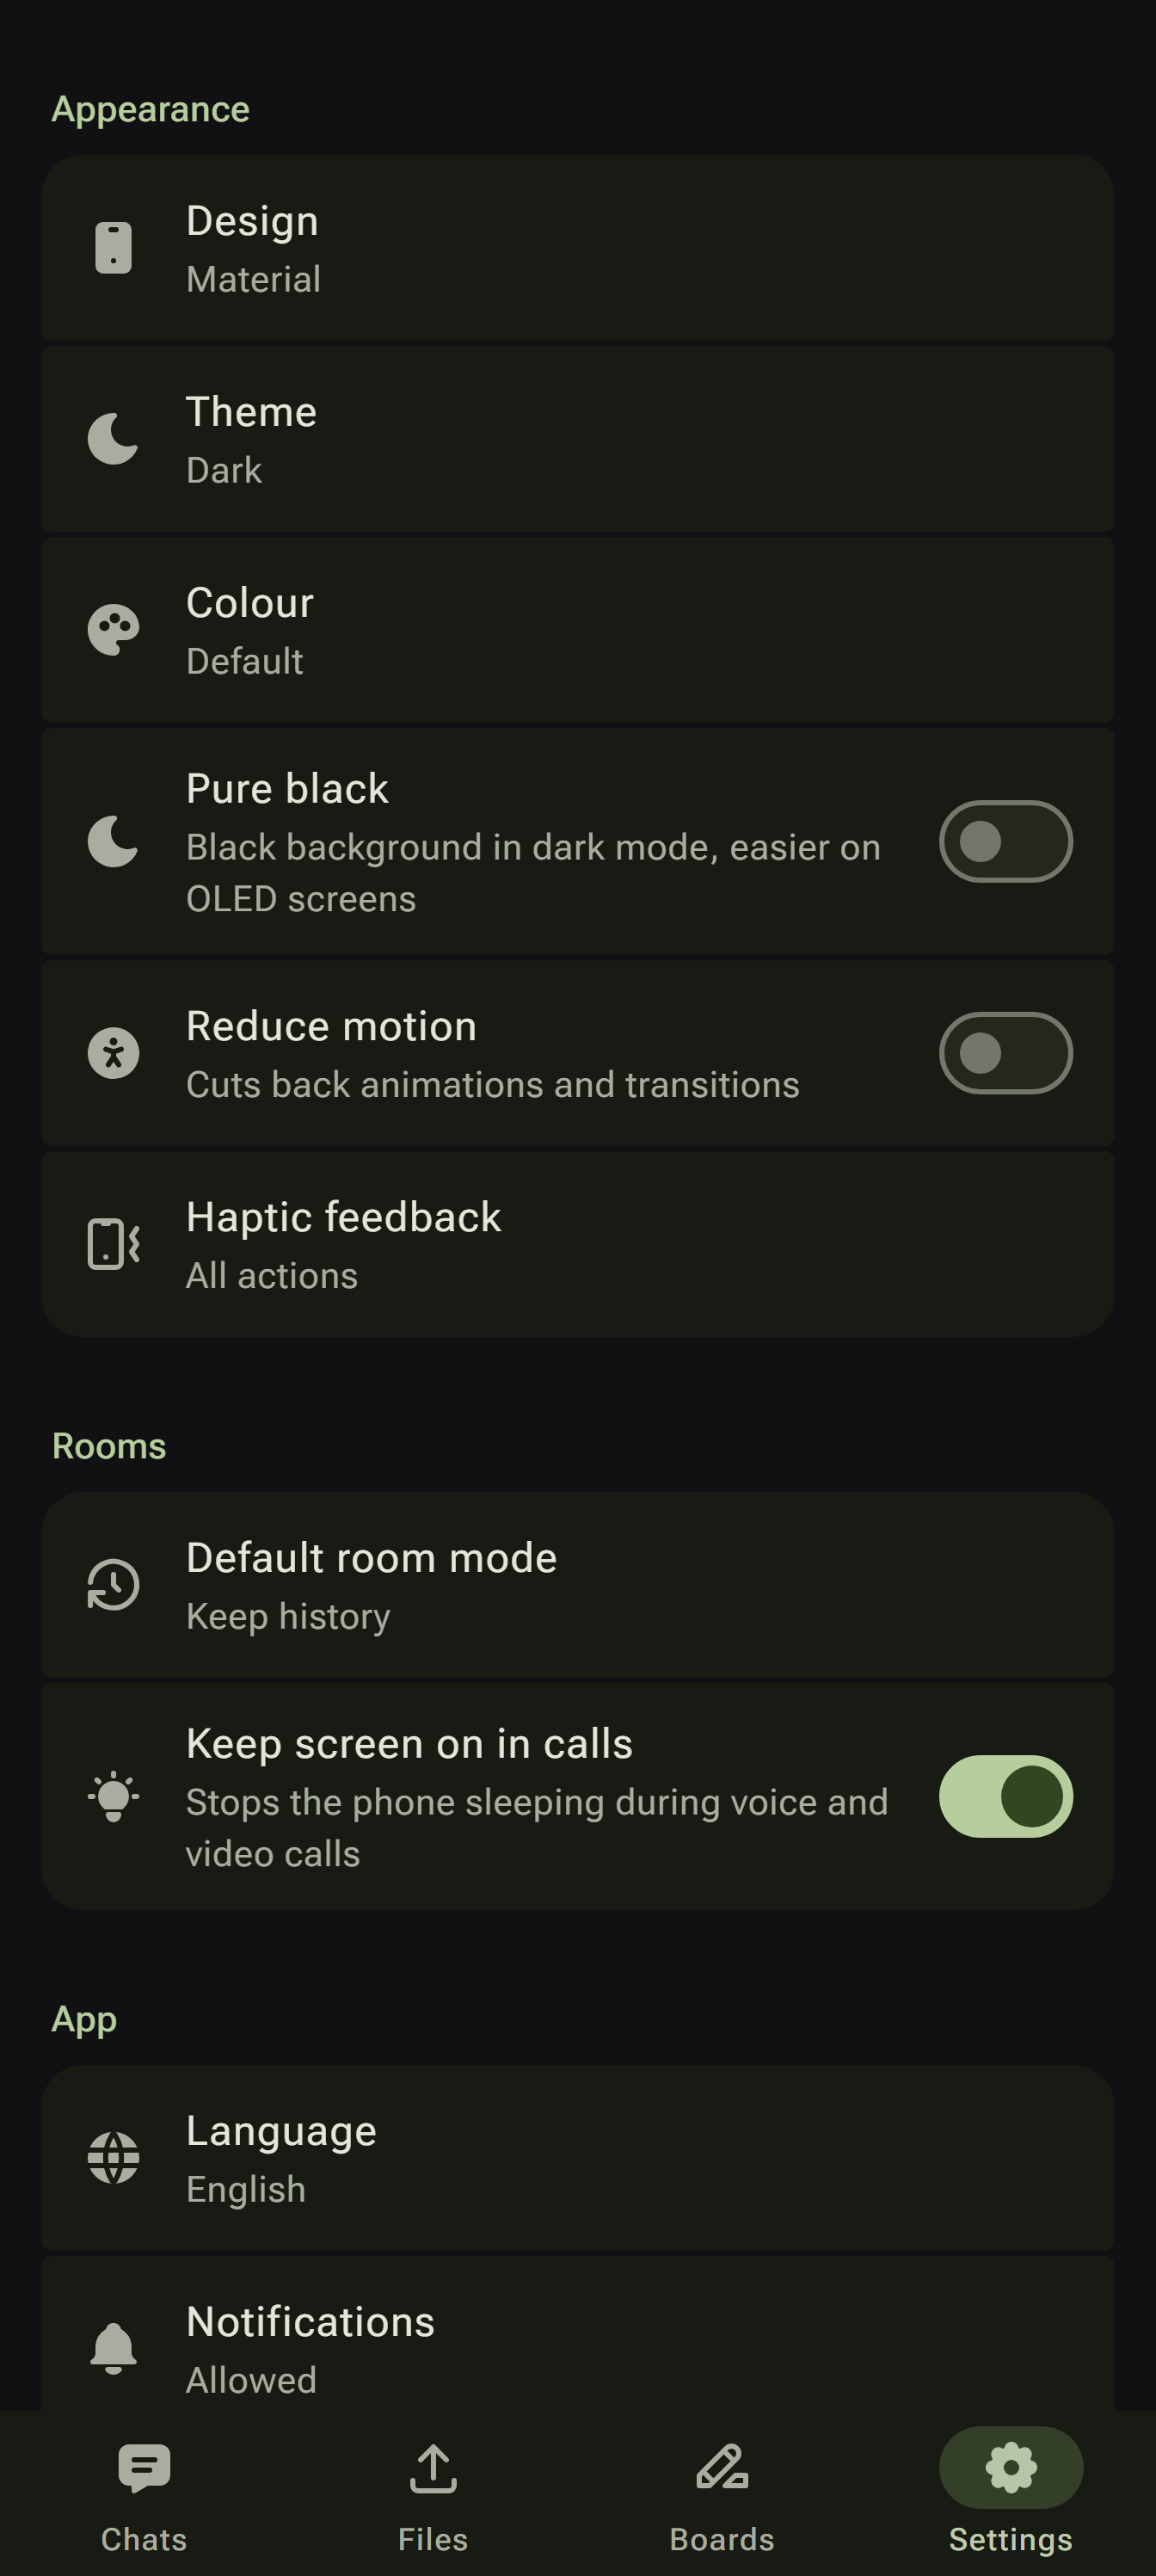 Appearance
Design
Material
Theme
Dark
Colour
Default
Pure black
Black background in dark mode, easier on
OLED screens
Reduce motion
Cuts back animations and transitions
Haptic feedback
All actions
Rooms
Default room mode
Keep history
Keep screen on in calls
Stops the phone sleeping during voice and
video calls
App
Language
English
Notifications
Allowed
Chats
Files
Boards
Settings